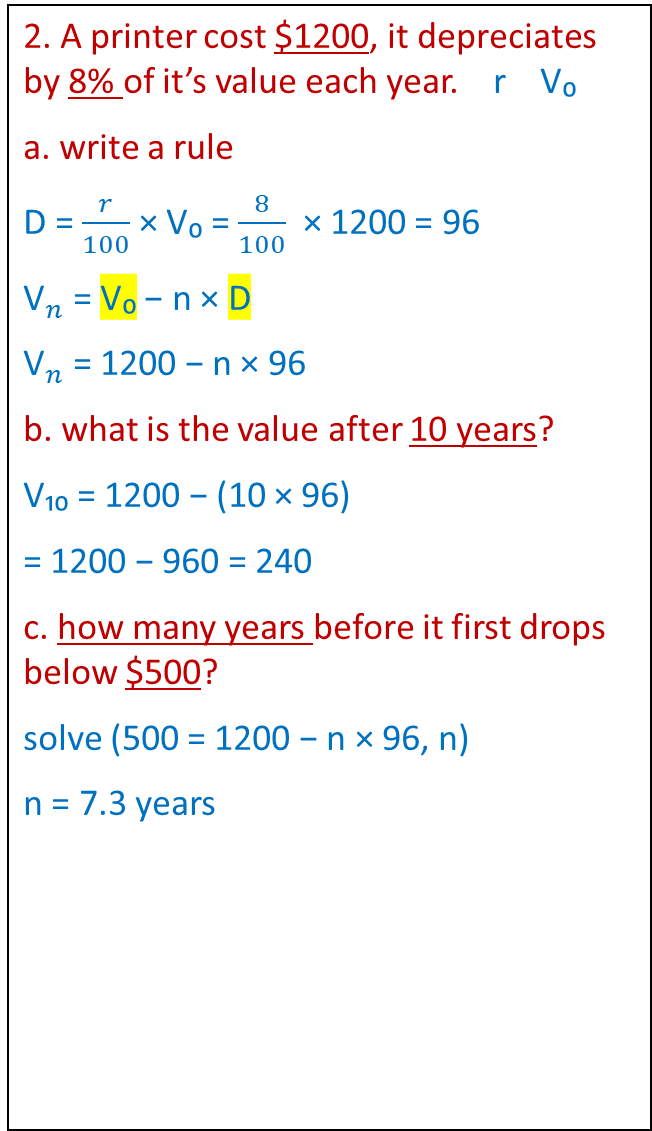 2. A printer cost $1200, it depreciates
by 8% of it’s value each year. r V₀
a. write a rule
D = r/100 × V₀ = 8/100 × 1200 = 96
Vₙ = V₀ − n × D
Vₙ = 1200 − n × 96
b. what is the value after 10 years?
V₁₀ = 1200 − (10 × 96)
= 1200 − 960 = 240
c. how many years before it first drops
below $500?
solve (500 = 1200 − n × 96, n)
n = 7.3 years